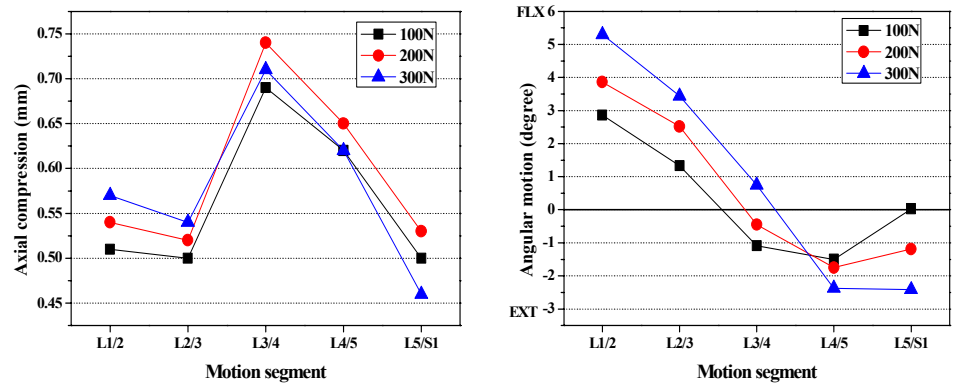 0.75
0.70
0.65
0.60
0.55
0.50
0.45
Axial compression (mm)
100N
200N
300N
L1/2 L2/3 L3/4 L4/5 L5/S1
Motion segment
FLX 6
5
4
3
2
1
0
-1
-2
-3
EXT
Angular motion (degree)
100N
200N
300N
L1/2 L2/3 L3/4 L4/5 L5/S1
Motion segment